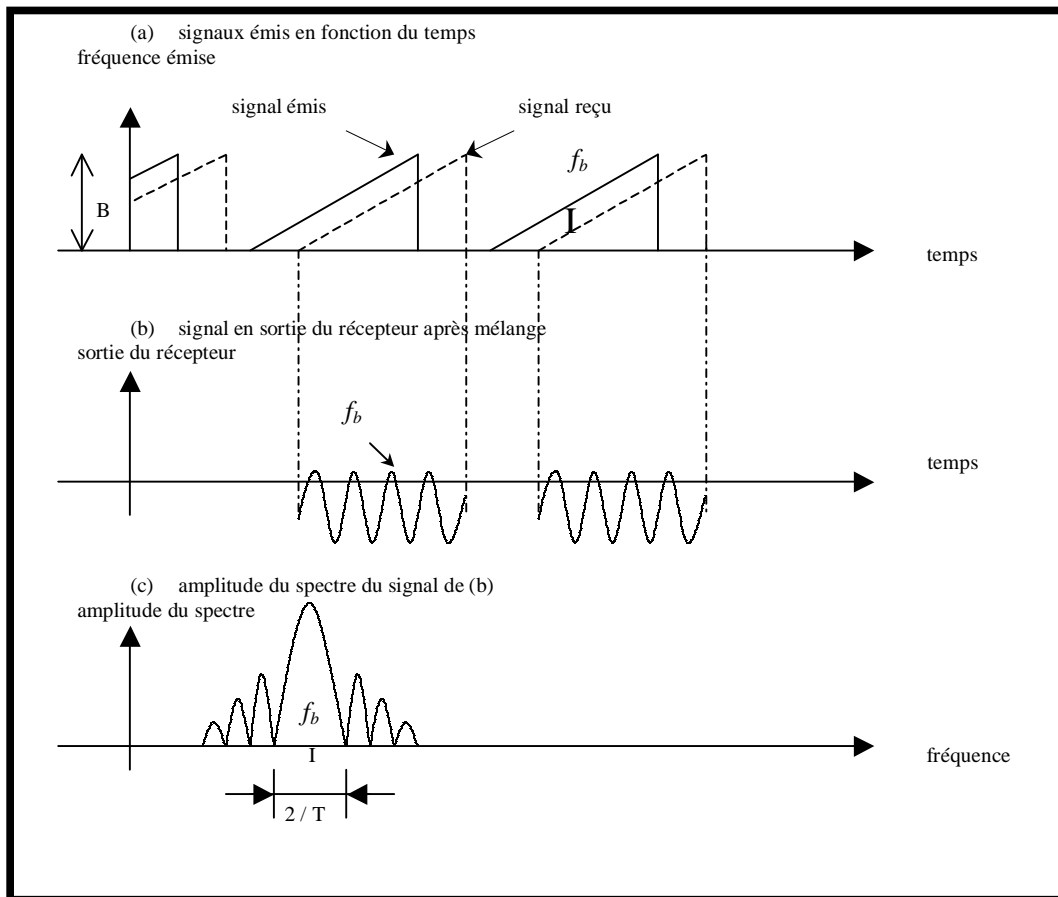 (a) signaux émis en fonction du temps
fréquence émise
signal émis
signal reçu
f_b
B
temps
(b) signal en sortie du récepteur après mélange
sortie du récepteur
f_b
temps
(c) amplitude du spectre du signal de (b)
amplitude du spectre
f_b
fréquence
2 / T